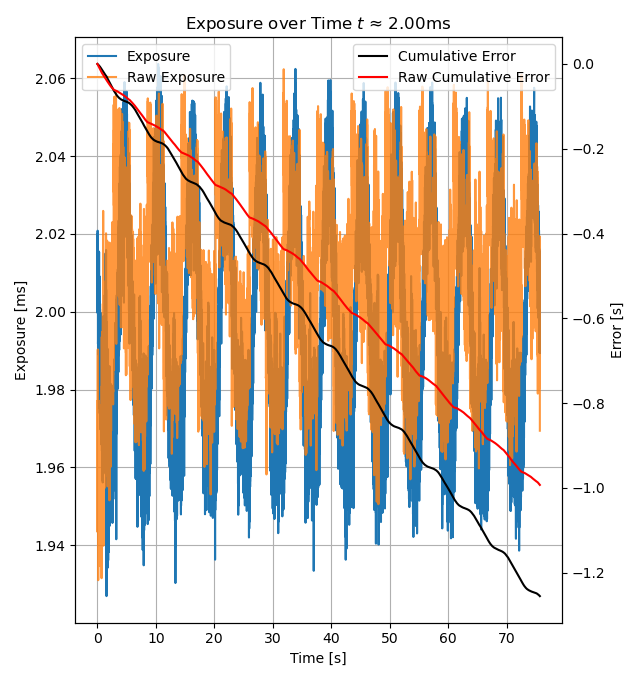 Exposure over Time t ≈ 2.00ms
Exposure
Raw Exposure
Cumulative Error
Raw Cumulative Error
2.06
2.04
2.02
2.00
1.98
1.96
1.94
Exposure [ms]
0.0
−0.2
−0.4
−0.6
−0.8
−1.0
−1.2
Error [s]
0 10 20 30 40 50 60 70
Time [s]